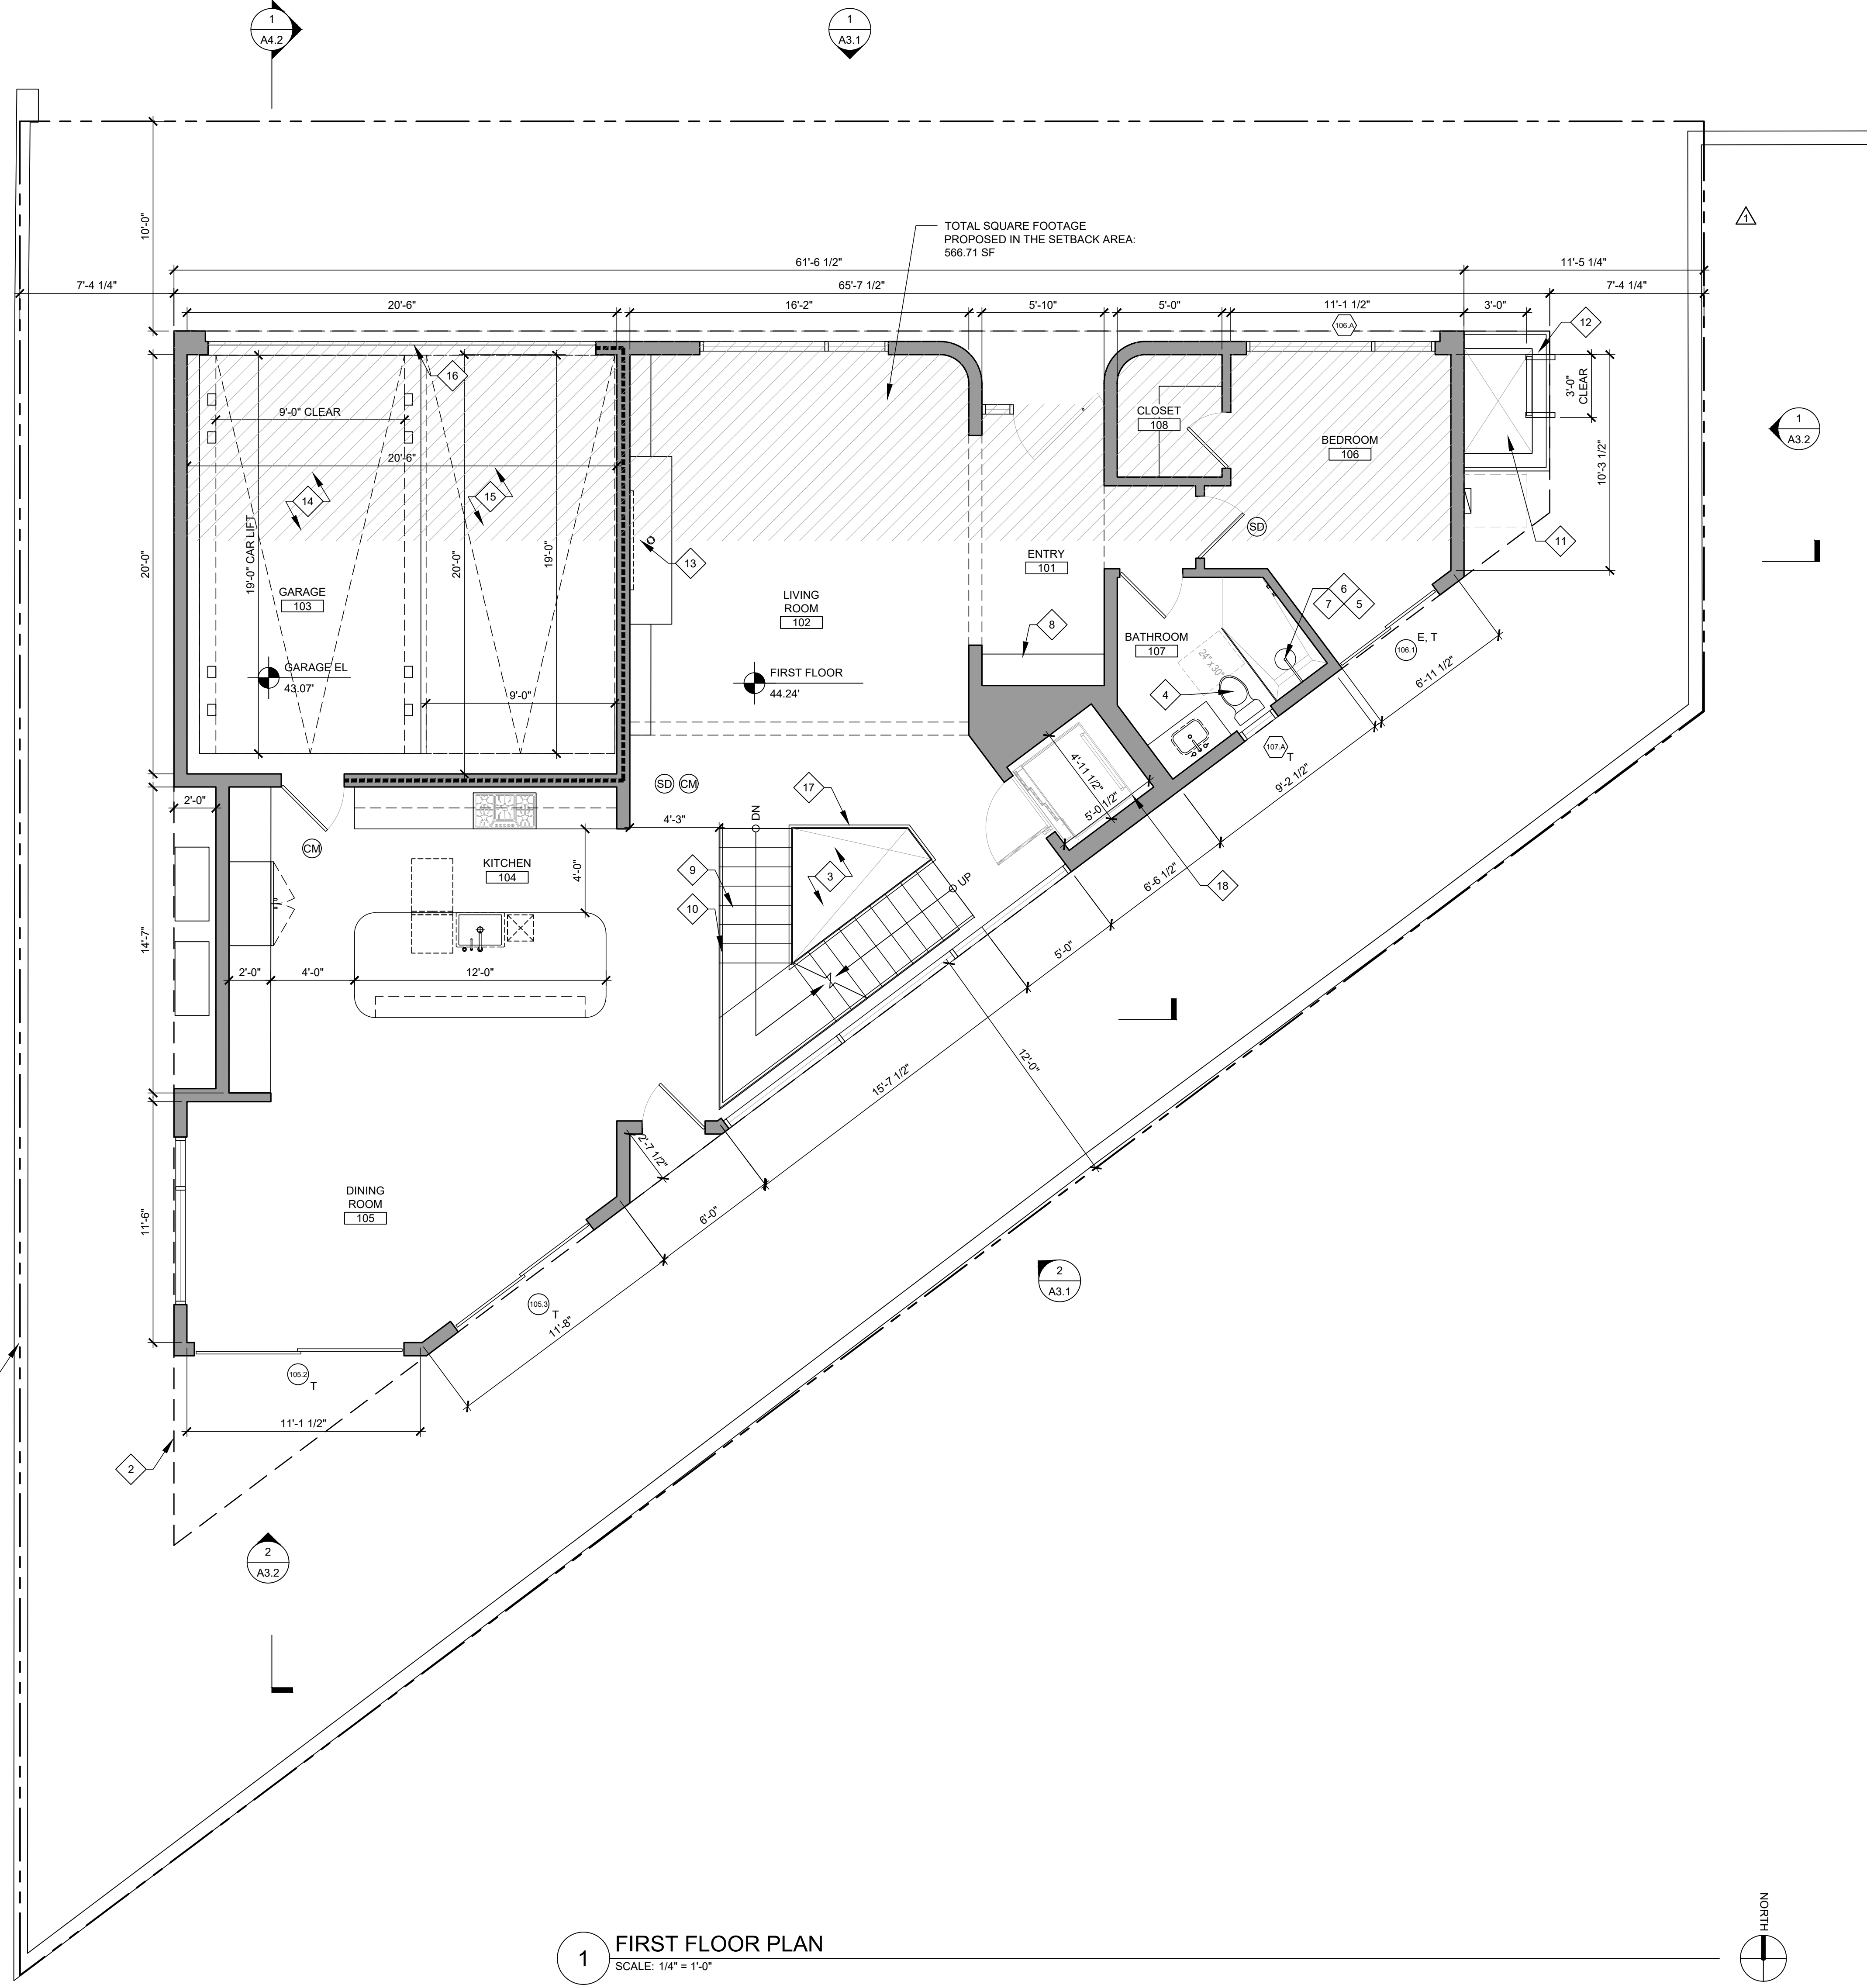 1
A4.2
1
A3.1
1
TOTAL SQUARE FOOTAGE
PROPOSED IN THE SETBACK AREA:
566.71 SF
10'-0"
61'-6 1/2"
11'-5 1/4"
7'-4 1/4"
65'-7 1/2"
7'-4 1/4"
20'-6"
16'-2"
5'-10"
5'-0"
11'-1 1/2"
3'-0"
106.A
12
16
3'-0"
CLEAR
9'-0" CLEAR
CLOSET
108
BEDROOM
106
1
A3.2
20'-6"
10'-3 1/2"
14
15
SD
19'-0" CAR LIFT
20'-0"
20'-0"
19'-0"
13
11
ENTRY
101
GARAGE
103
LIVING
ROOM
102
6
7
5
8
BATHROOM
107
E, T
106.1
24"x30"
GARAGE EL
43.07'
FIRST FLOOR
44.24'
4
6'-11 1/2"
9'-0"
107.A
T
4'-11 1/2"
9'-2 1/2"
SD
CM
17
2'-0"
5'-0 1/2"
DN
4'-3"
CM
KITCHEN
104
4'-0"
9
3
UP
6'-6 1/2"
18
10
14'-7"
5'-0"
2'-0"
4'-0"
12'-0"
12'-0"
15'-7 1/2"
2'-7 1/2"
DINING
ROOM
105
11'-6"
6'-0"
2
A3.1
105.3
T
11'-8"
105.2
T
11'-1 1/2"
2
2
A3.2
NORTH
1
FIRST FLOOR PLAN
SCALE: 1/4" = 1'-0"